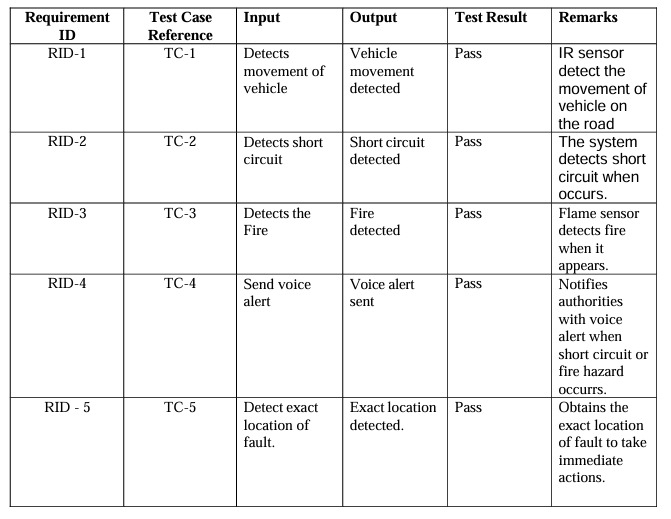 Requirement ID | Test Case Reference | Input | Output | Test Result | Remarks
RID-1 | TC-1 | Detects movement of vehicle | Vehicle movement detected | Pass | IR sensor detect the movement of vehicle on the road
RID-2 | TC-2 | Detects short circuit | Short circuit detected | Pass | The system detects short circuit when occurs.
RID-3 | TC-3 | Detects the Fire | Fire detected | Pass | Flame sensor detects fire when it appears.
RID-4 | TC-4 | Send voice alert | Voice alert sent | Pass | Notifies authorities with voice alert when short circuit or fire hazard occurrs.
RID - 5 | TC-5 | Detect exact location of fault. | Exact location detected. | Pass | Obtains the exact location of fault to take immediate actions.